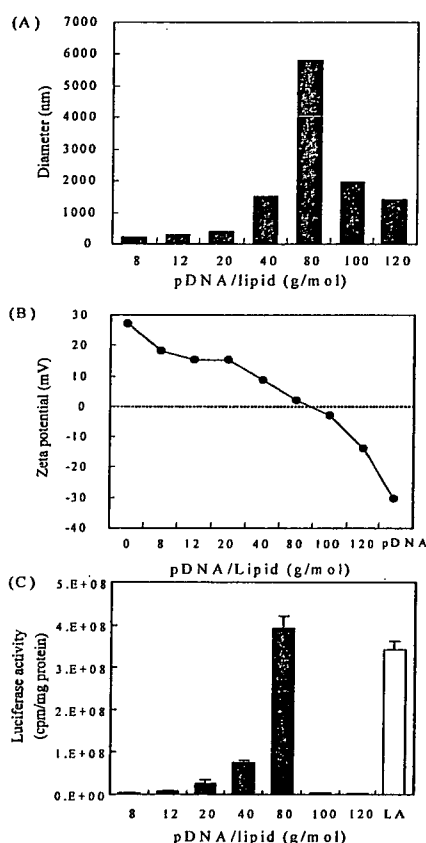 (A)
Diameter (nm)
7000
6000
5000
4000
3000
2000
1000
0
8 12 20 40 80 100 120
pDNA/lipid (g/mol)
(B)
Zeta potential (mV)
30
20
10
0
-10
-20
-30
-40
0 8 12 20 40 80 100 120 pDNA
pDNA/Lipid (g/mol)
(C)
Luciferase activity
(cpm/mg protein)
5.E+08
4.E+08
3.E+08
2.E+08
1.E+08
0.E+00
8 12 20 40 80 100 120 LA
pDNA/lipid (g/mol)